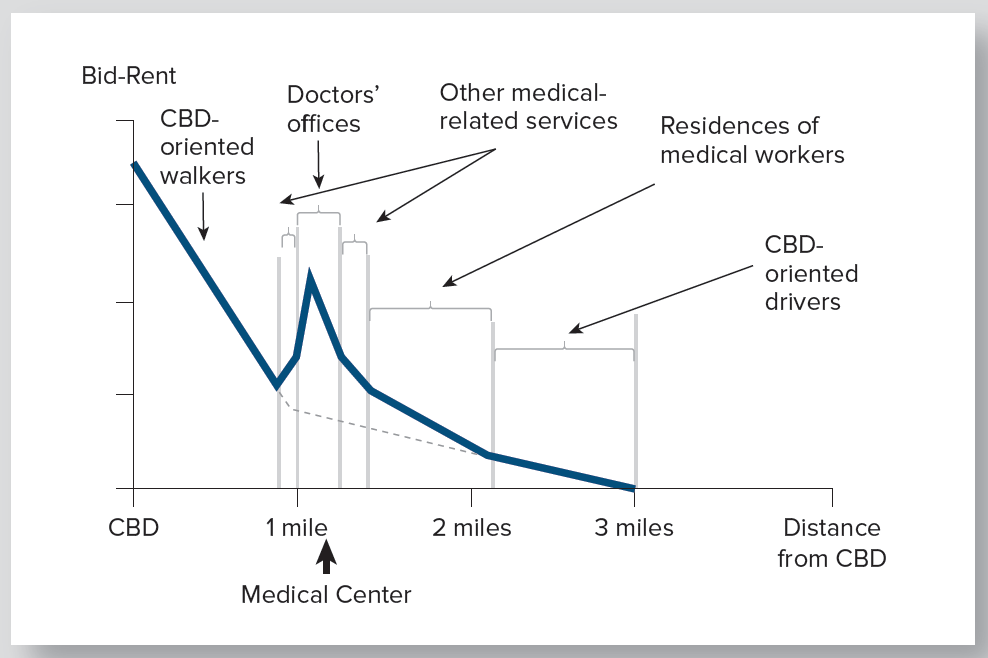 Bid-Rent
CBD-
oriented
walkers
Doctors’
offices
Other medical-
related services
Residences of
medical workers
CBD-
oriented
drivers
CBD
1 mile
2 miles
3 miles
Distance
from CBD
Medical Center